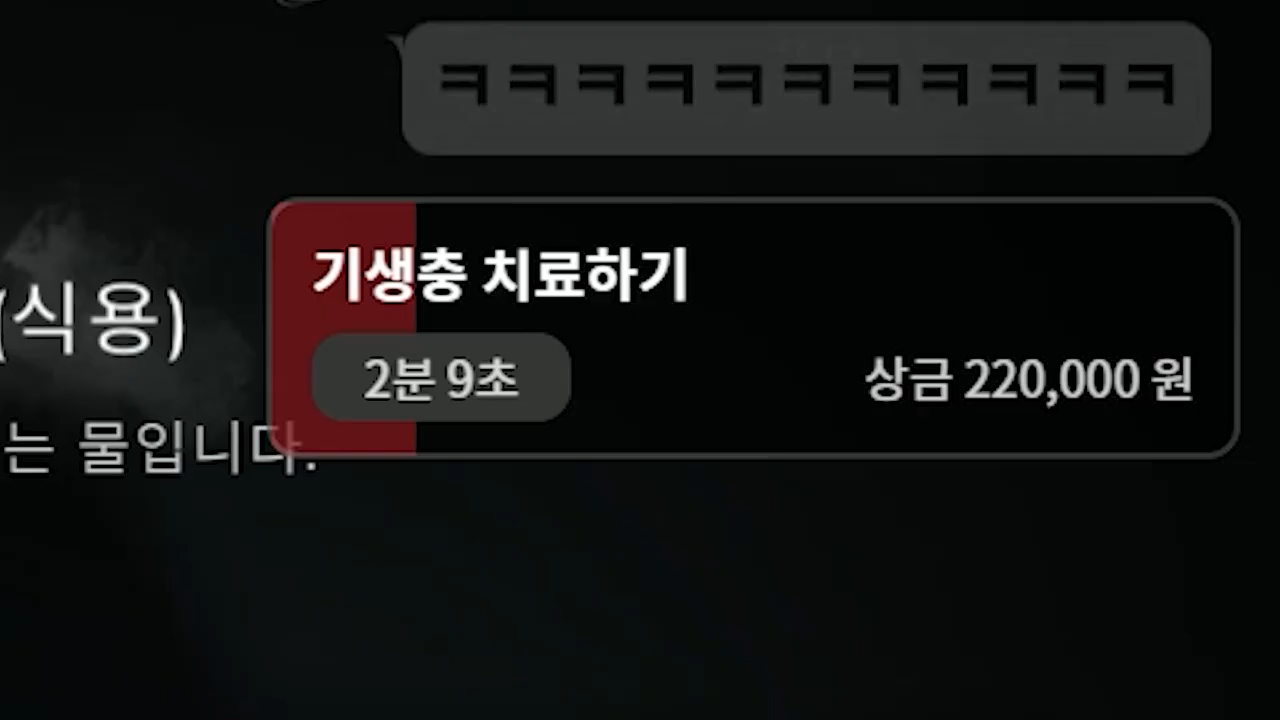 ㅋㅋㅋㅋㅋㅋㅋㅋㅋㅋㅋ
기생충 치료하기
(식용)
2분 9초
상금 220,000 원
는 물입니다.